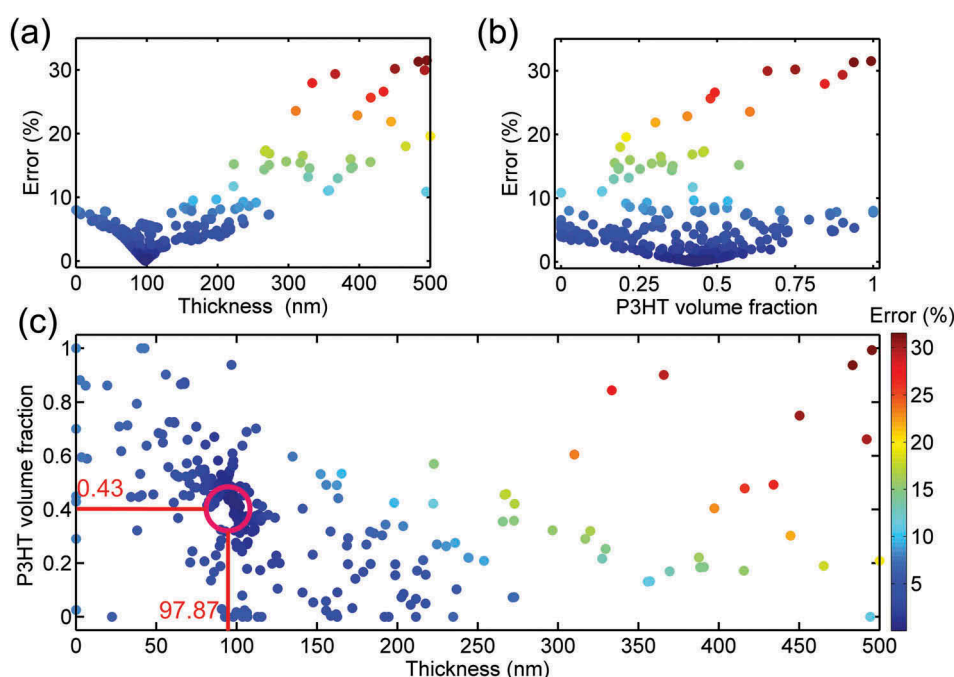 (a)
Error (%)
30
20
10
0
0 100 200 300 400 500
Thickness (nm)
(b)
Error (%)
30
20
10
0
0 0.25 0.5 0.75 1
P3HT volume fraction
(c)
P3HT volume fraction
1
0.8
0.6
0.4
0.2
0
0.43
97.87
0 50 100 150 200 250 300 350 400 450 500
Thickness (nm)
Error (%)
30
25
20
15
10
5